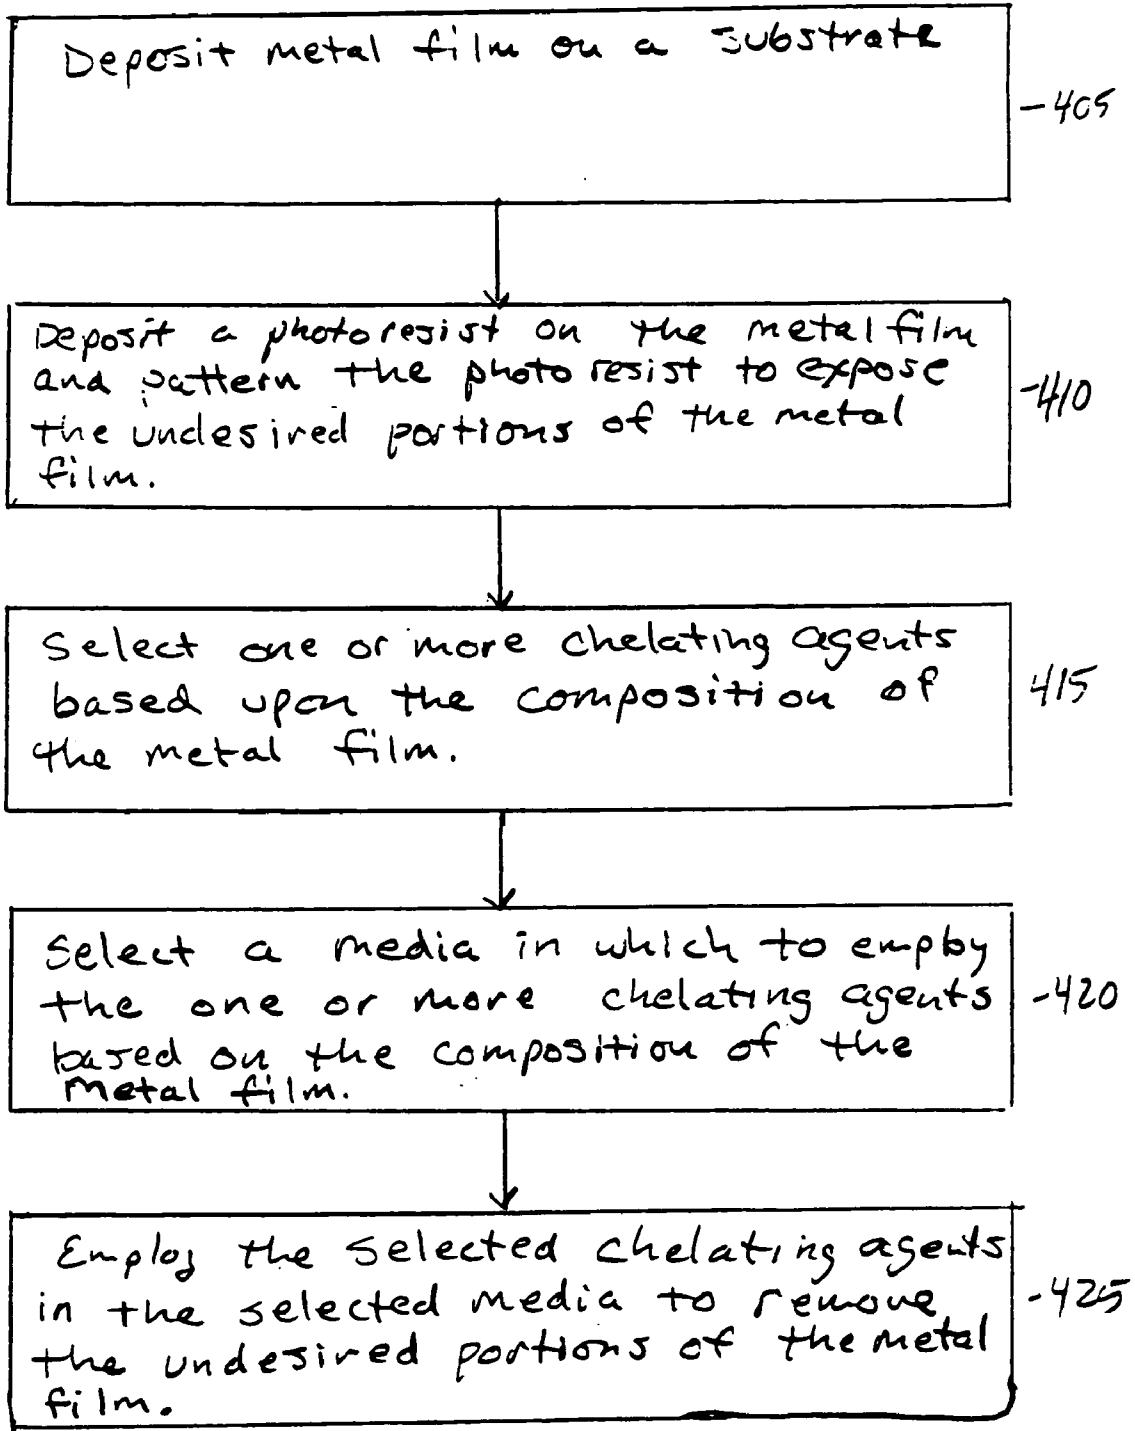 Deposit metal film on a substrate
-405
Deposit a photoresist on the metal film
and pattern the photo resist to expose
the undesired portions of the metal
film.
-410
Select one or more chelating agents
based upon the composition of
the metal film.
415
Select a media in which to employ
the one or more chelating agents
based on the composition of the
metal film.
-420
Employ the selected chelating agents
in the selected media to remove
the undesired portions of the metal
film.
-425